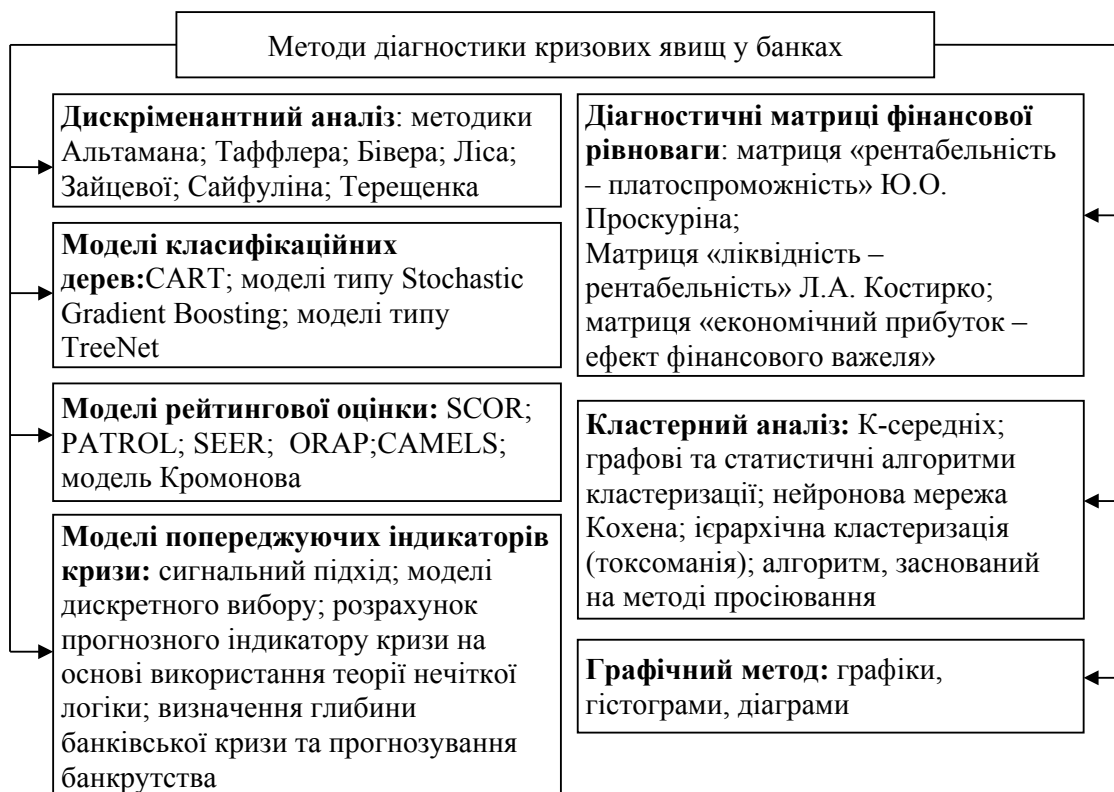 Методи діагностики кризових явищ у банках
Дискріменантний аналіз: методики
Альтамана; Таффлера; Бівера; Ліса;
Зайцевої; Сайфуліна; Терещенка
Моделі класифікаційних
дерев:CART; моделі типу Stochastic
Gradient Boosting; моделі типу
TreeNet
Моделі рейтингової оцінки: SCOR;
PATROL; SEER; ORAP;CAMELS;
модель Кромонова
Моделі попереджуючих індикаторів
кризи: сигнальний підхід; моделі
дискретного вибору; розрахунок
прогнозного індикатору кризи на
основі використання теорії нечіткої
логіки; визначення глибини
банківської кризи та прогнозування
банкрутства
Діагностичні матриці фінансової
рівноваги: матриця «рентабельність
– платоспроможність» Ю.О.
Проскуріна;
Матриця «ліквідність –
рентабельність» Л.А. Костирко;
матриця «економічний прибуток –
ефект фінансового важеля»
Кластерний аналіз: К-середніх;
графові та статистичні алгоритми
кластеризації; нейронова мережа
Кохена; ієрархічна кластеризація
(токсоманія); алгоритм, заснований
на методі просіювання
Графічний метод: графіки,
гістограми, діаграми